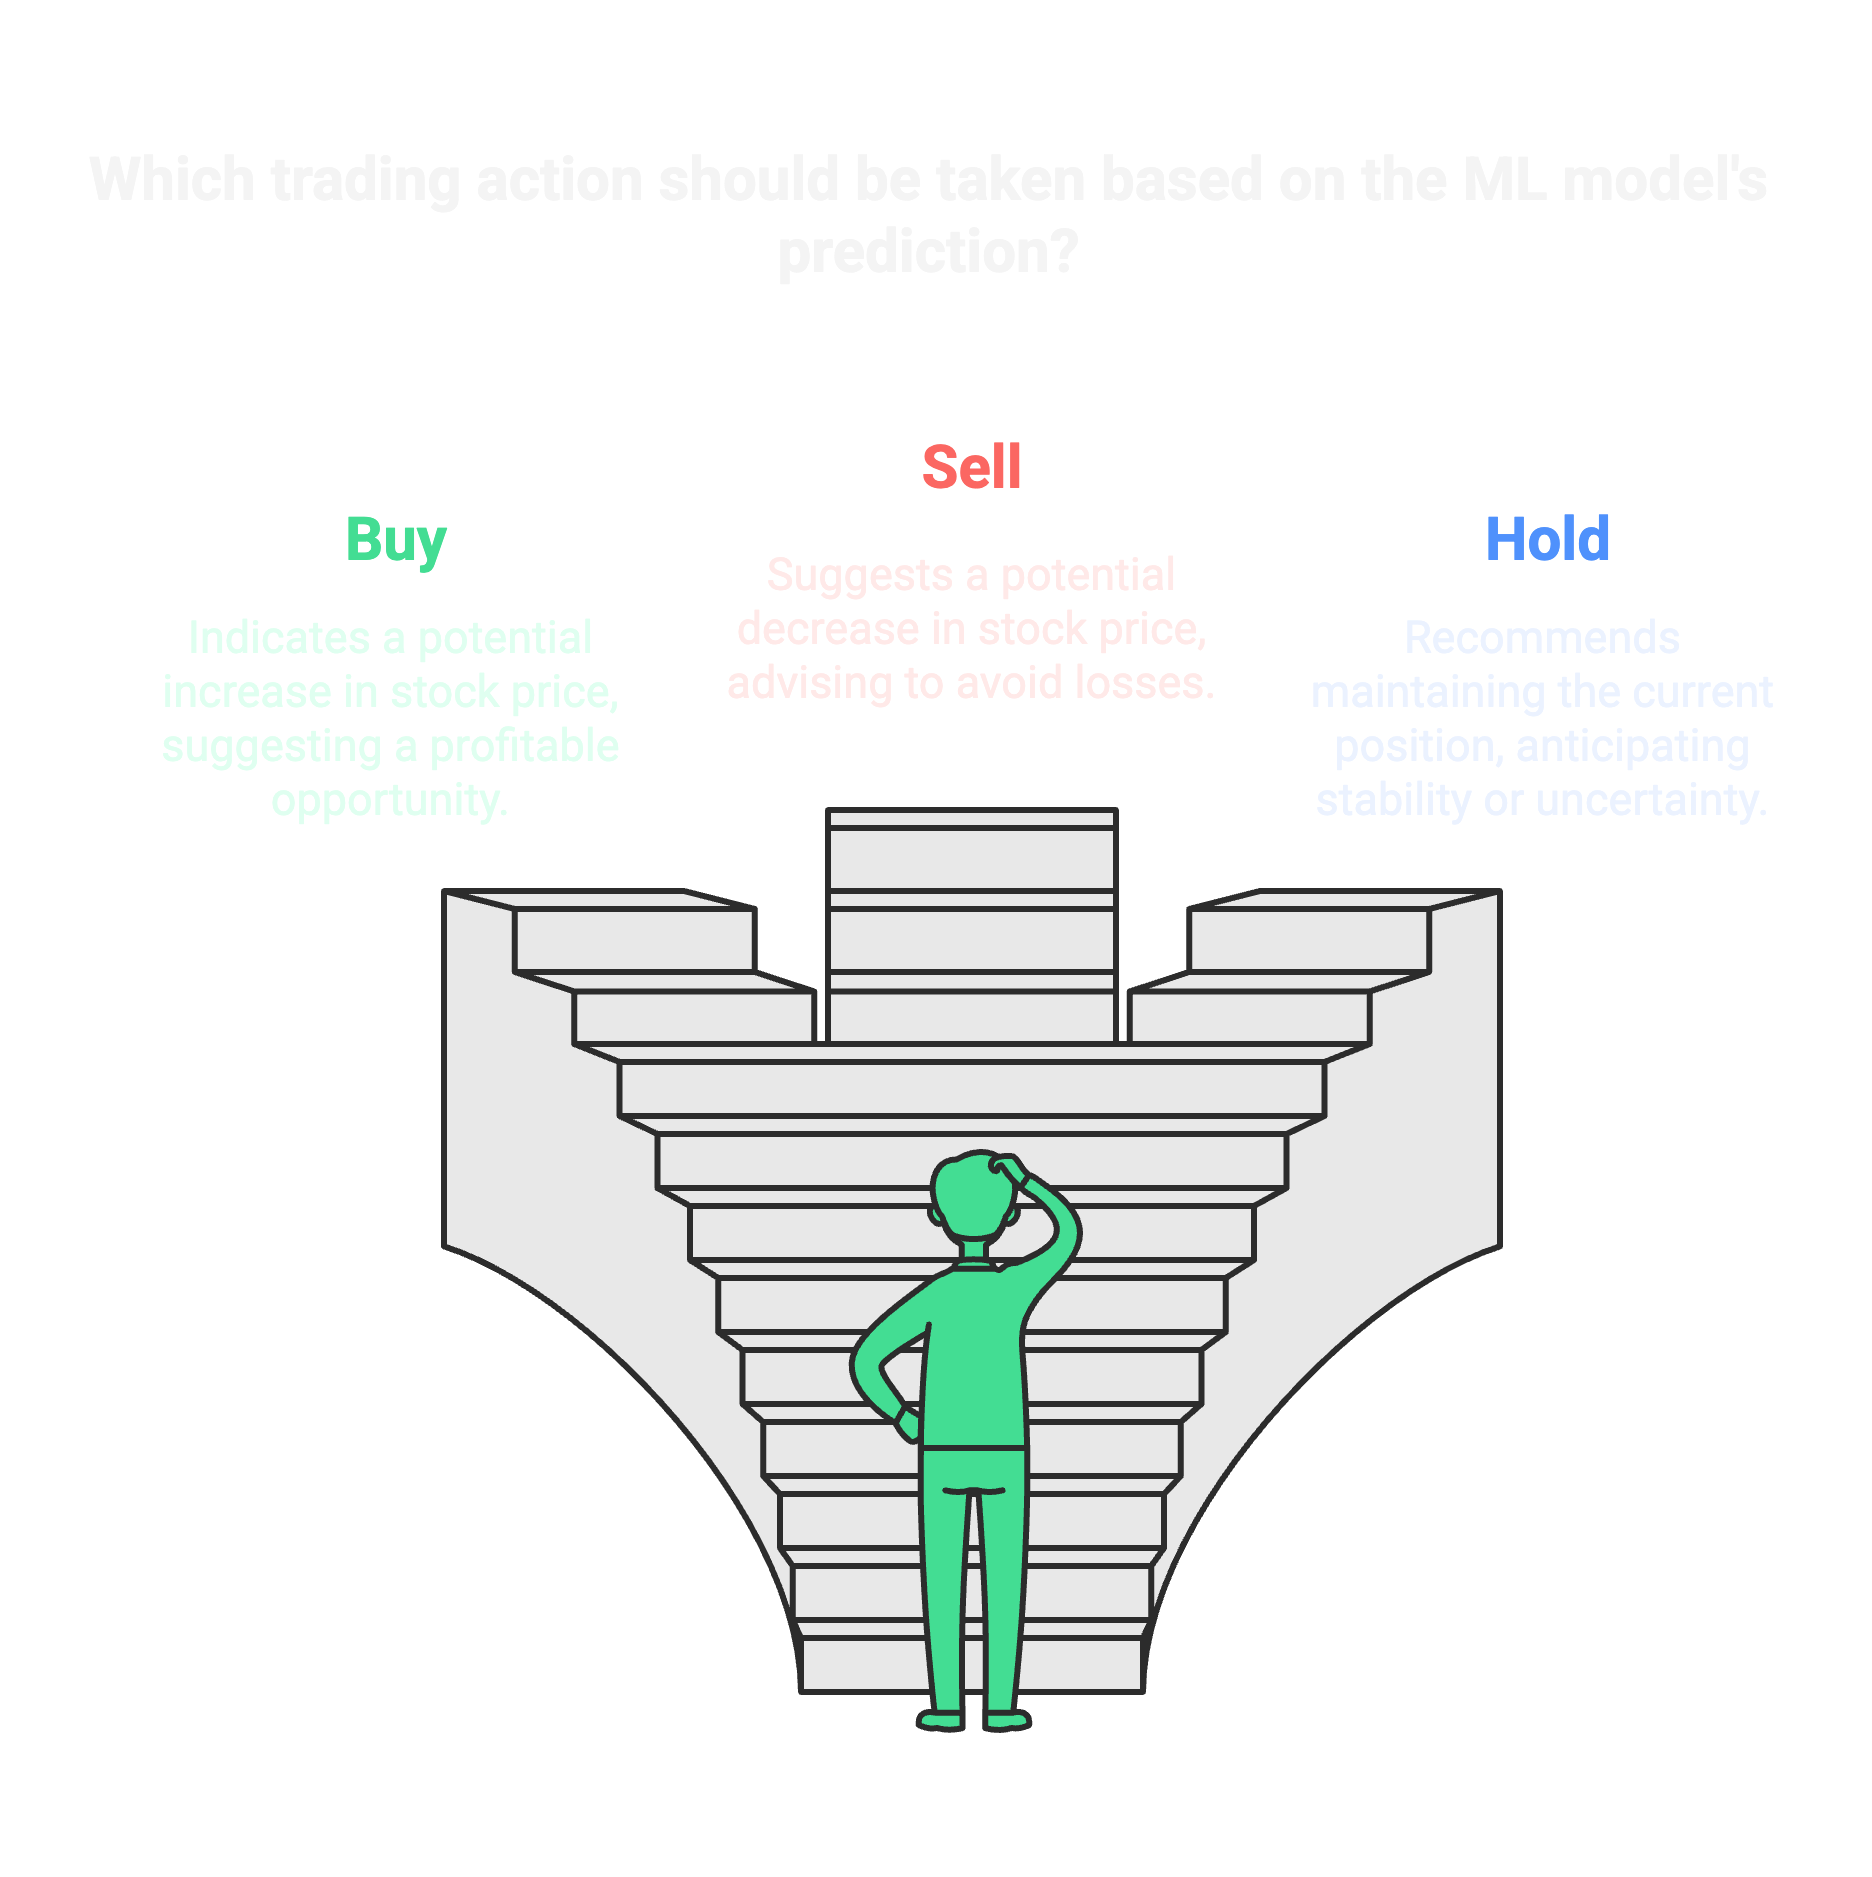 Which trading action should be taken based on the ML model's
prediction?
Sell
Suggests a potential
decrease in stock price,
advising to avoid losses.
Buy
Indicates a potential
increase in stock price,
suggesting a profitable
opportunity.
Hold
Recommends
maintaining the current
position, anticipating
stability or uncertainty.